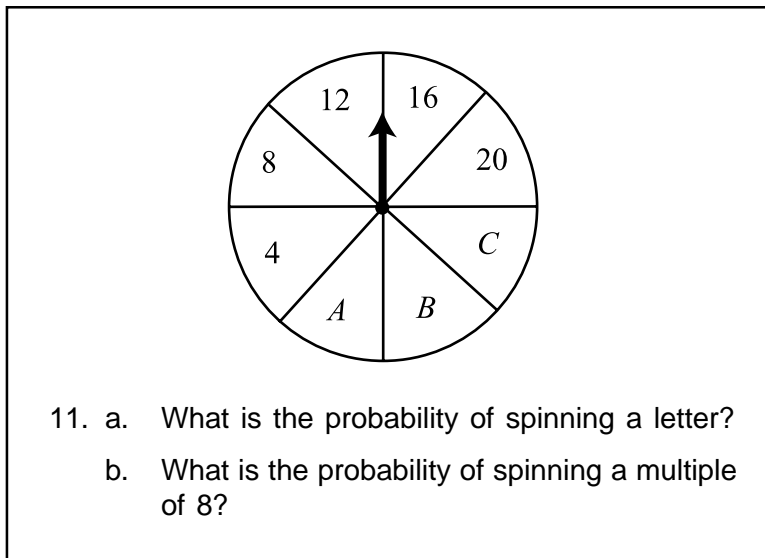 12 16
8 20
4 C
A B
11. a. What is the probability of spinning a letter?
b. What is the probability of spinning a multiple
of 8?